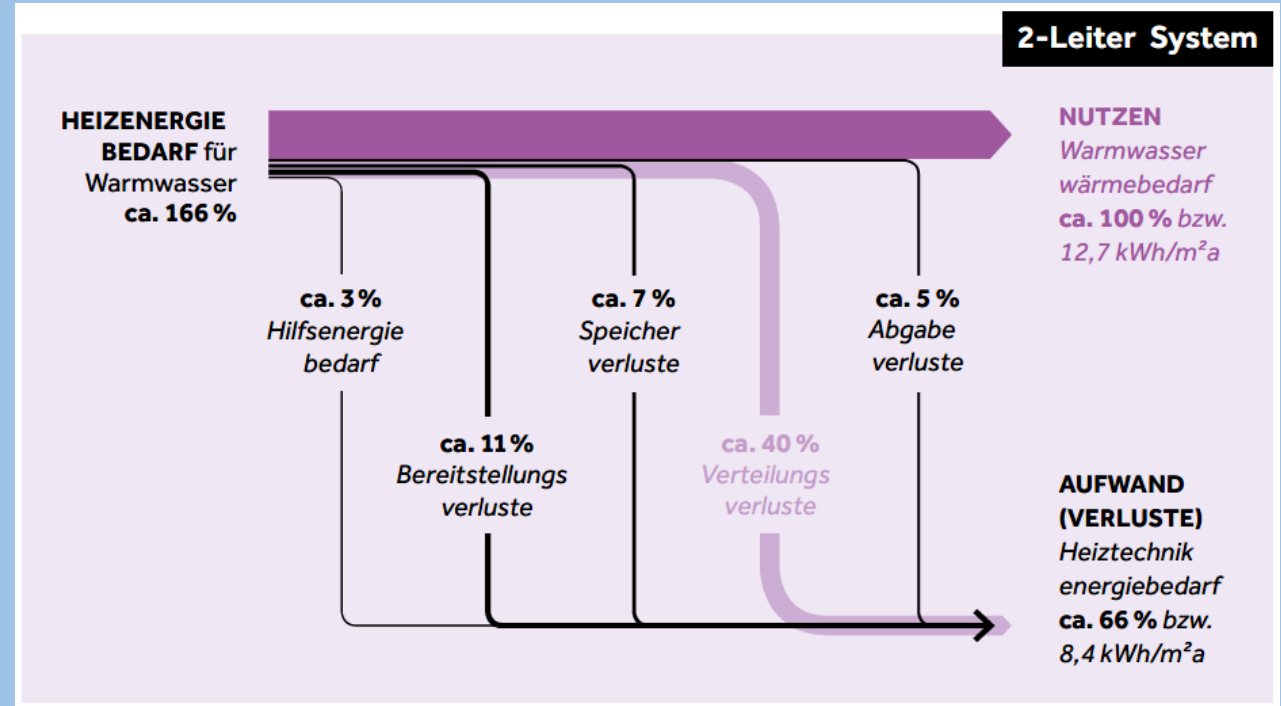 2-Leiter System
HEIZENERGIE
BEDARF für
Warmwasser
ca. 166 %
NUTZEN
Warmwasser
wärmebedarf
ca. 100 % bzw.
12,7 kWh/m²a
ca. 3 %
Hilfsenergie
bedarf
ca. 7 %
Speicher
verluste
ca. 5 %
Abgabe
verluste
ca. 11 %
Bereitstellungs
verluste
ca. 40 %
Verteilungs
verluste
AUFWAND
(VERLUSTE)
Heiztechnik
energiebedarf
ca. 66 % bzw.
8,4 kWh/m²a